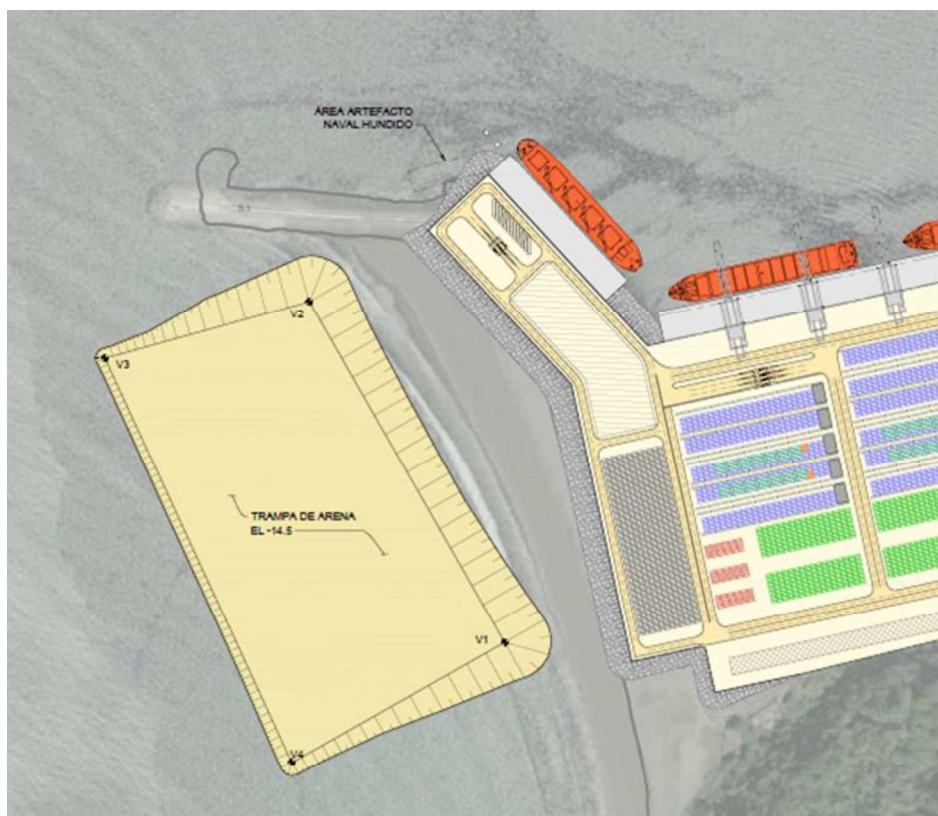 ÁREA ARTEFACTO
NAVAL HUNDIDO
V2
V3
TRAMPA DE ARENA
EL -14.5
V1
V4